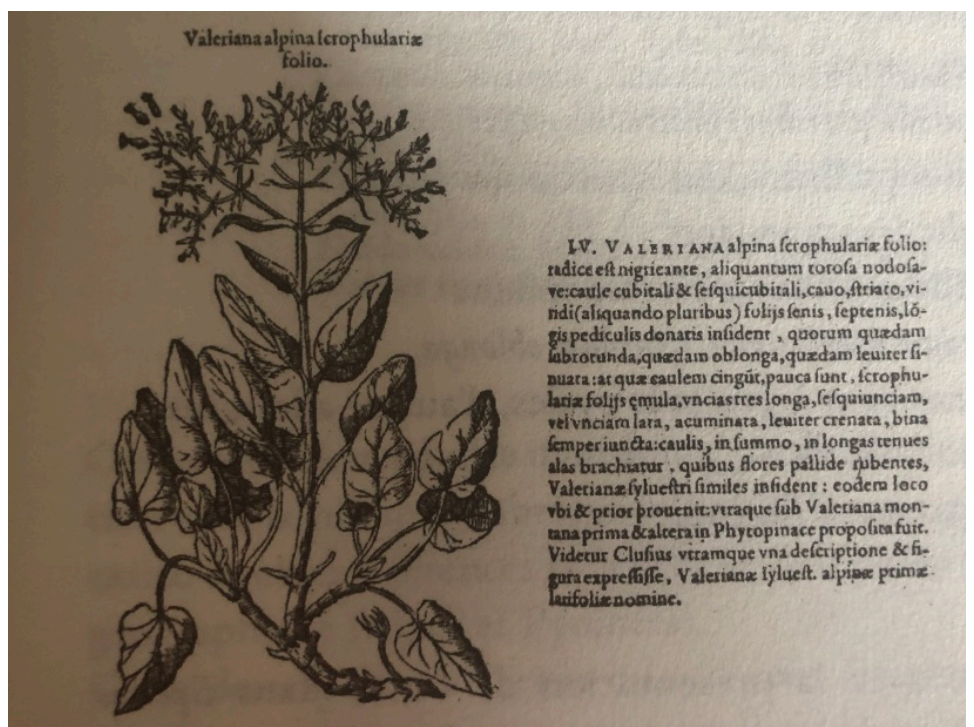 Valeriana alpina ſcrophulariæ
folio.
IV. VALERIANA alpina ſcrophulariæ folio:
radice eſt nigricante, aliquantum toroſa nodoſa-
ve: caule cubitali & ſeſquicubitali, cauo, ſtriato, vi-
ridi (aliquando pluribus) folijs ſenis, ſeptenis, lõ-
gis pediculis donatis inſident, quorum quædam
ſubrotunda, quædam oblonga, quædam leuiter ſi-
nuata: at quæ caulem cingũt, pauca ſunt, ſcrophu-
lariæ folijs ęmula, vncias tres longa, ſeſquiunciam,
vel vnciam lata, acuminata, leuiter crenata, bina
ſemper iuncta: caulis, in ſummo, in longas tenues
alas brachiatur, quibus flores pallide rubentes,
Valerianæ ſylueſtri ſimiles inſident: eodem loco
vbi & prior prouenit: vtraque ſub Valeriana mon-
tana prima & altera in Phytopinace propoſita fuit.
Videtur Cluſius vtramque vna deſcriptione & fi-
gura expreſſiſſe, Valerianæ ſylueſt. alpinæ primæ
latifoliæ nomine.